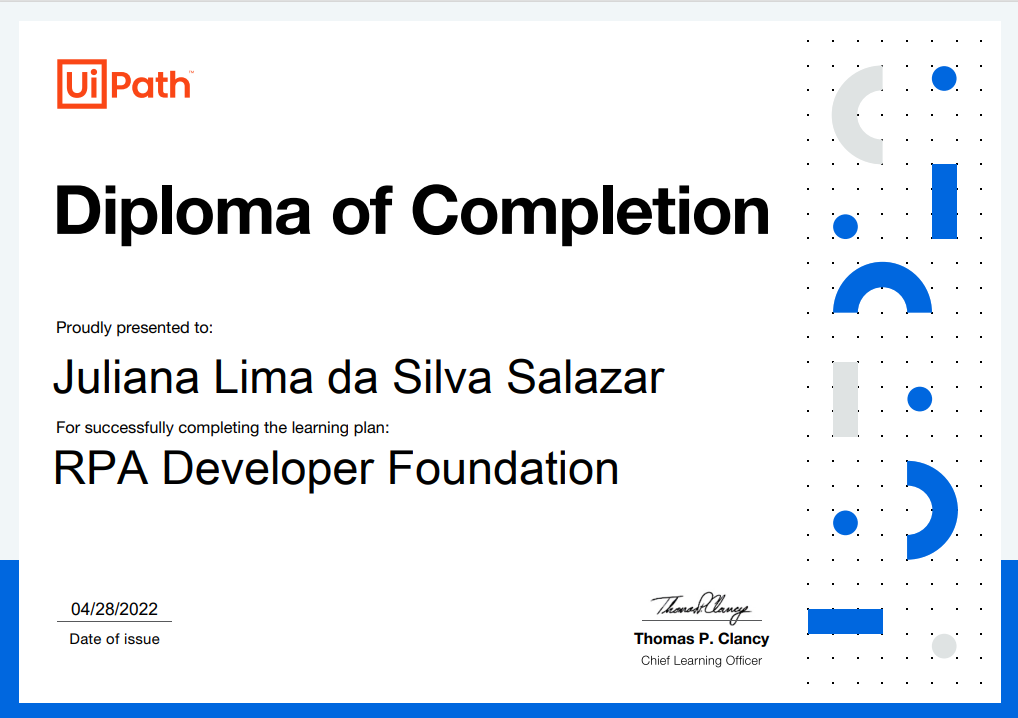 UiPath™
Diploma of Completion
Proudly presented to:
Juliana Lima da Silva Salazar
For successfully completing the learning plan:
RPA Developer Foundation
04/28/2022
Date of issue
Thomas P. Clancy
Thomas P. Clancy
Chief Learning Officer